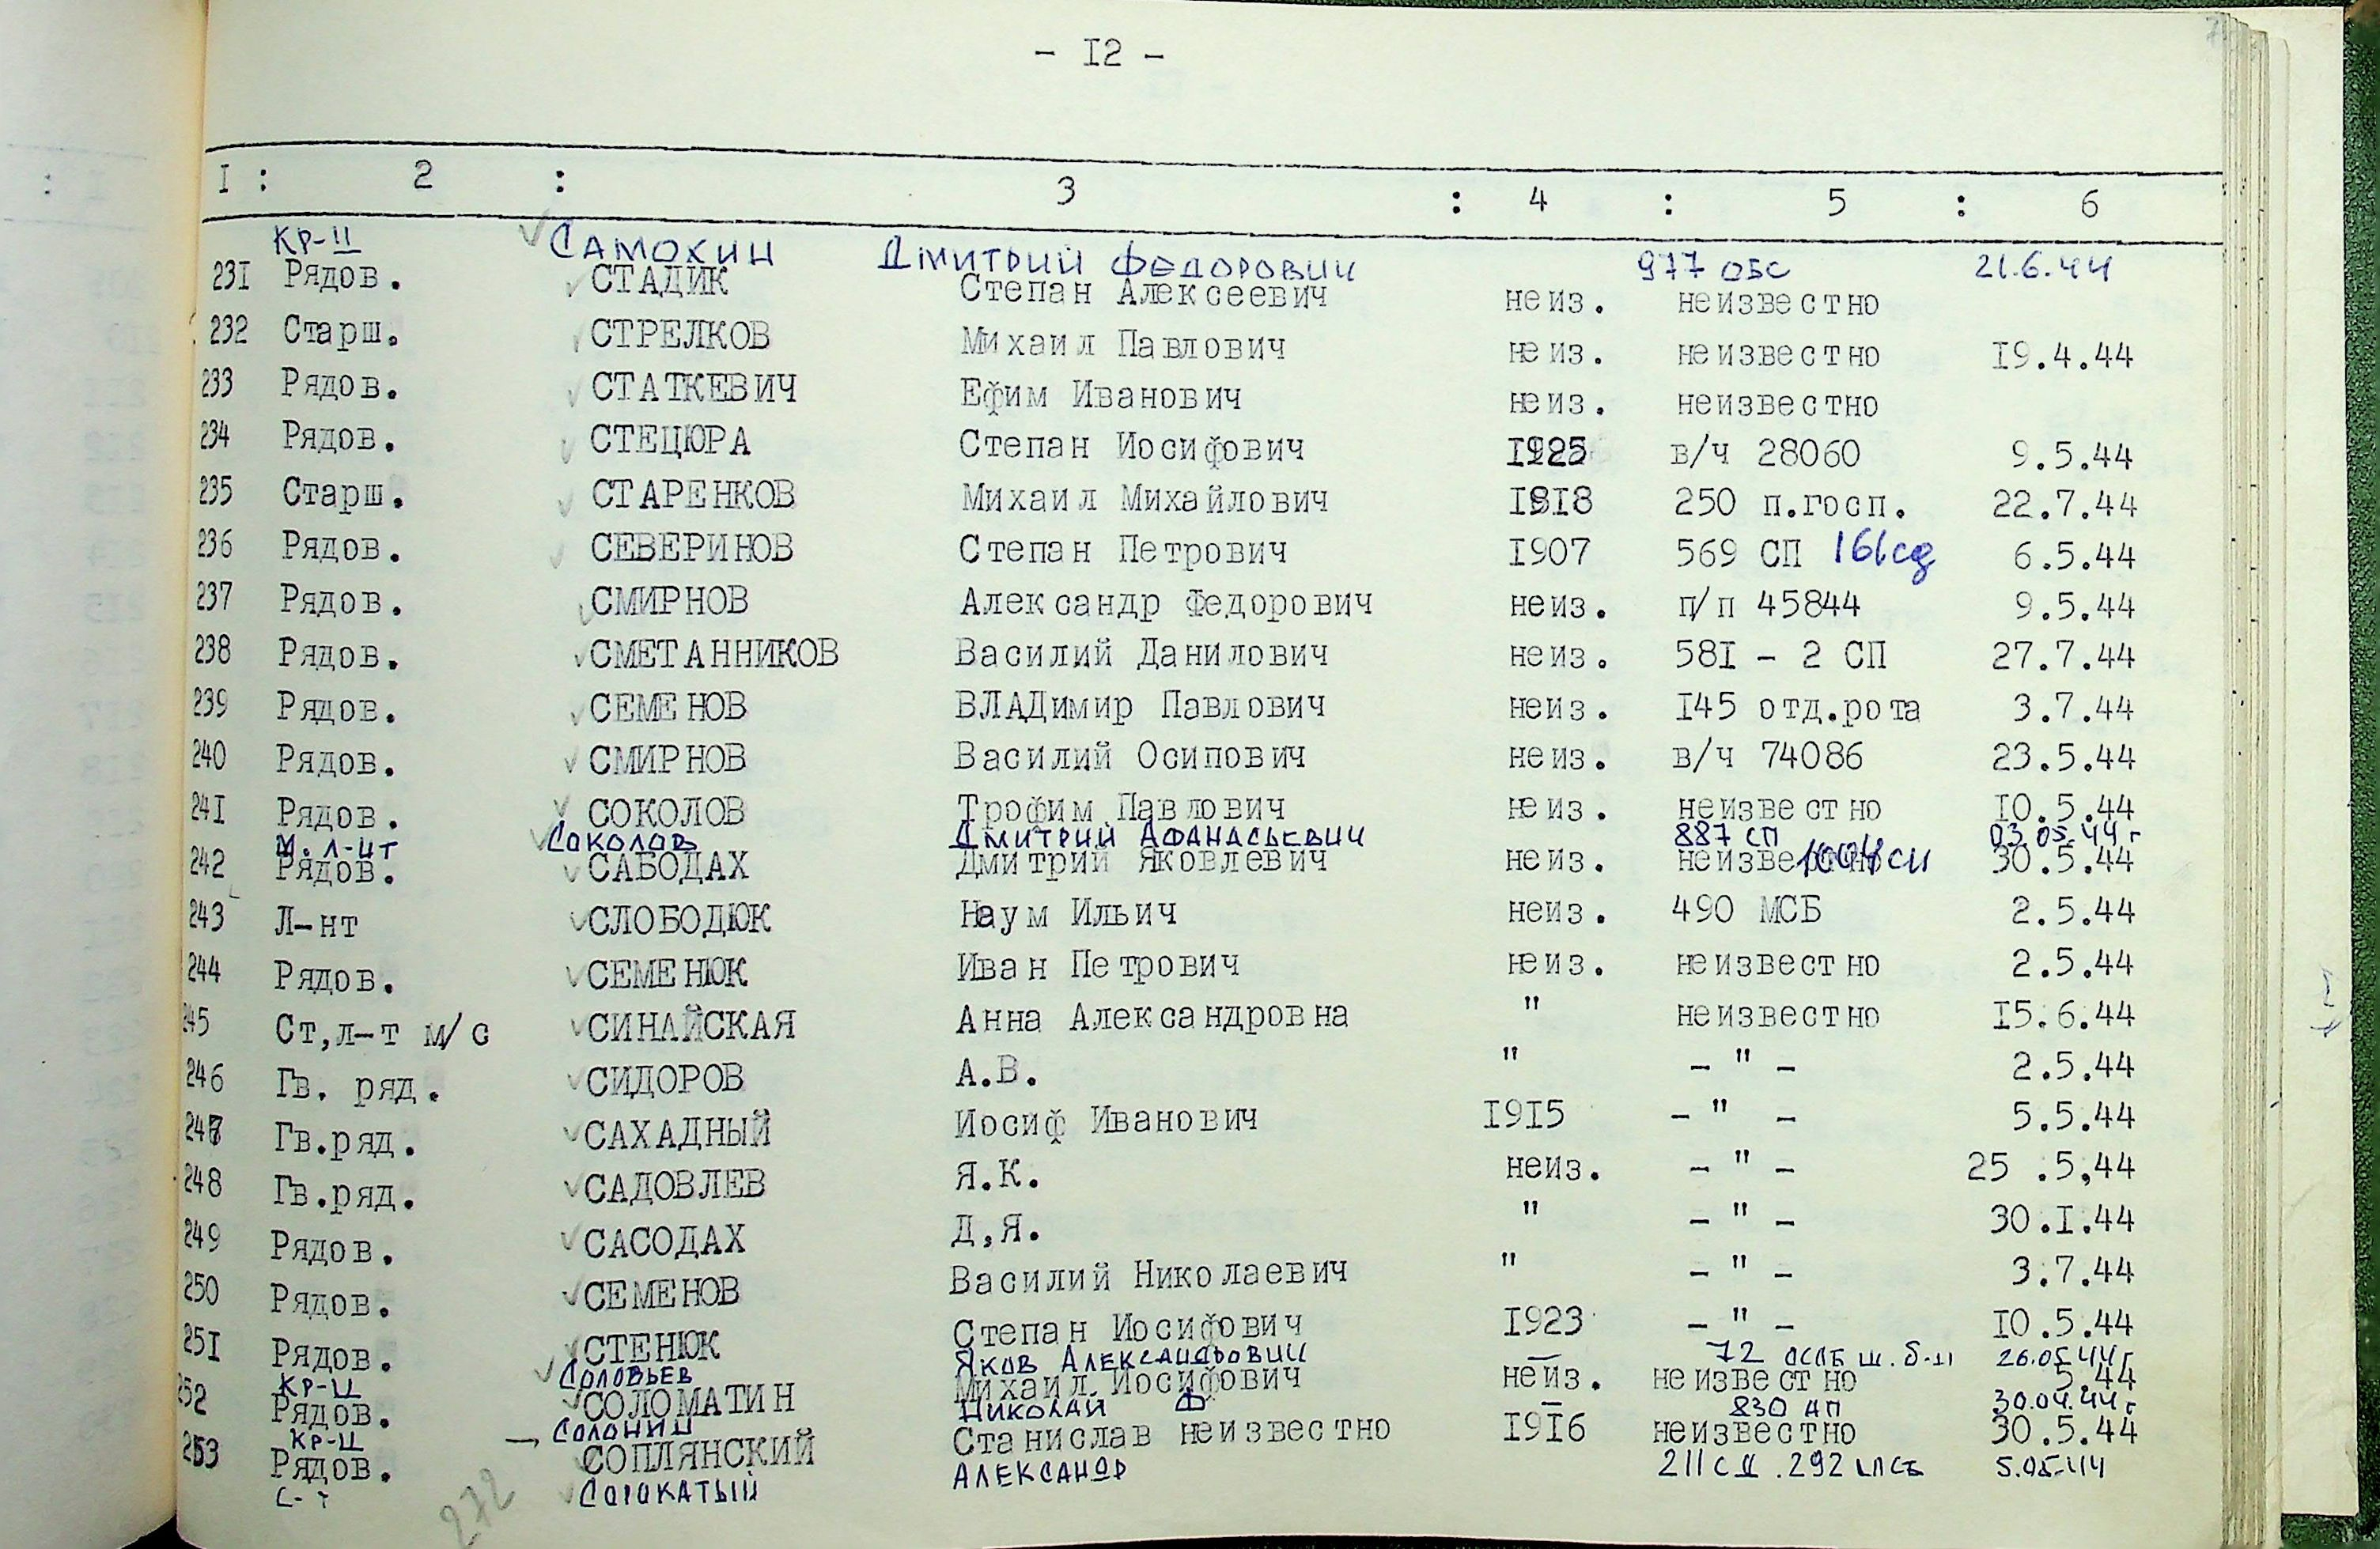 - I2 -
I : 2 : 3 : 4 : 5 : 6
КР-Ц САМОХИН ДМИТРИЙ ФЕДОРОВИЧ 977 ОБС 21.6.44
23I Рядов. СТАДИК Степан Алексеевич неиз. неизвестно
232 Старш. СТРЕЛКОВ Михаил Павлович неиз. неизвестно I9.4.44
233 Рядов. СТАТКЕВИЧ Ефим Иванович неиз. неизвестно
234 Рядов. СТЕЦЮРА Степан Иосифович I925 в/ч 28060 9.5.44
235 Старш. СТАРЕНКОВ Михаил Михайлович I9I8 250 п.госп. 22.7.44
236 Рядов. СЕВЕРИНОВ Степан Петрович I907 569 СП 161сд 6.5.44
237 Рядов. СМИРНОВ Александр Федорович неиз. п/п 45844 9.5.44
238 Рядов. СМЕТАННИКОВ Василий Данилович неиз. 58I - 2 СП 27.7.44
239 Рядов. СЕМЕНОВ ВЛАДимир Павлович неиз. I45 отд.рота 3.7.44
240 Рядов. СМИРНОВ Василий Осипович неиз. в/ч 74086 23.5.44
24I Рядов. СОКОЛОВ Трофим Павлович неиз. неизвестно I0.5.44
М. Л-НТ СОКОЛОВ ДМИТРИЙ АФАНАСЬЕВИЧ 887 СП 03.05.44 г
242 Рядов. САБОДАХ Дмитрий Яковлевич неиз. неизвестно 1004 СП 30.5.44
243 Л-нт СЛОБОДЮК Наум Ильич неиз. 490 МСБ 2.5.44
244 Рядов. СЕМЕНЮК Иван Петрович неиз. неизвестно 2.5.44
245 Ст,л-т м/с СИНАЙСКАЯ Анна Александровна " неизвестно I5.6.44
246 Гв. ряд. СИДОРОВ А.В. " - " - 2.5.44
247 Гв.ряд. САХАДНЫЙ Иосиф Иванович I9I5 - " - 5.5.44
248 Гв.ряд. САДОВЛЕВ Я.К. неиз. - " - 25 .5,44
249 Рядов. САСОДАХ Д,Я. " - " - 30.I.44
250 Рядов. СЕМЕНОВ Василий Николаевич " - " - 3.7.44
25I Рядов. СТЕНЮК Степан Иосифович I923 - " - I0.5.44
КР-Ц СОЛОВЬЕВ ЯКОВ АЛЕКСАНДРОВИЧ 72 Ш. Б-Н 26.05.44 г
252 Рядов. СОЛОМАТИН Михаил Иосифович неиз. неизвестно 5.44
КР-Ц СОЛОНИН НИКОЛАЙ Ф 830 АП 30.04.44 г
253 Рядов. СОПЛЯНСКИЙ Станислав неизвестно I9I6 неизвестно 30.5.44
С-Т СОРОКАТЫЙ АЛЕКСАНДР 211 СД. 292 5.05.44
272